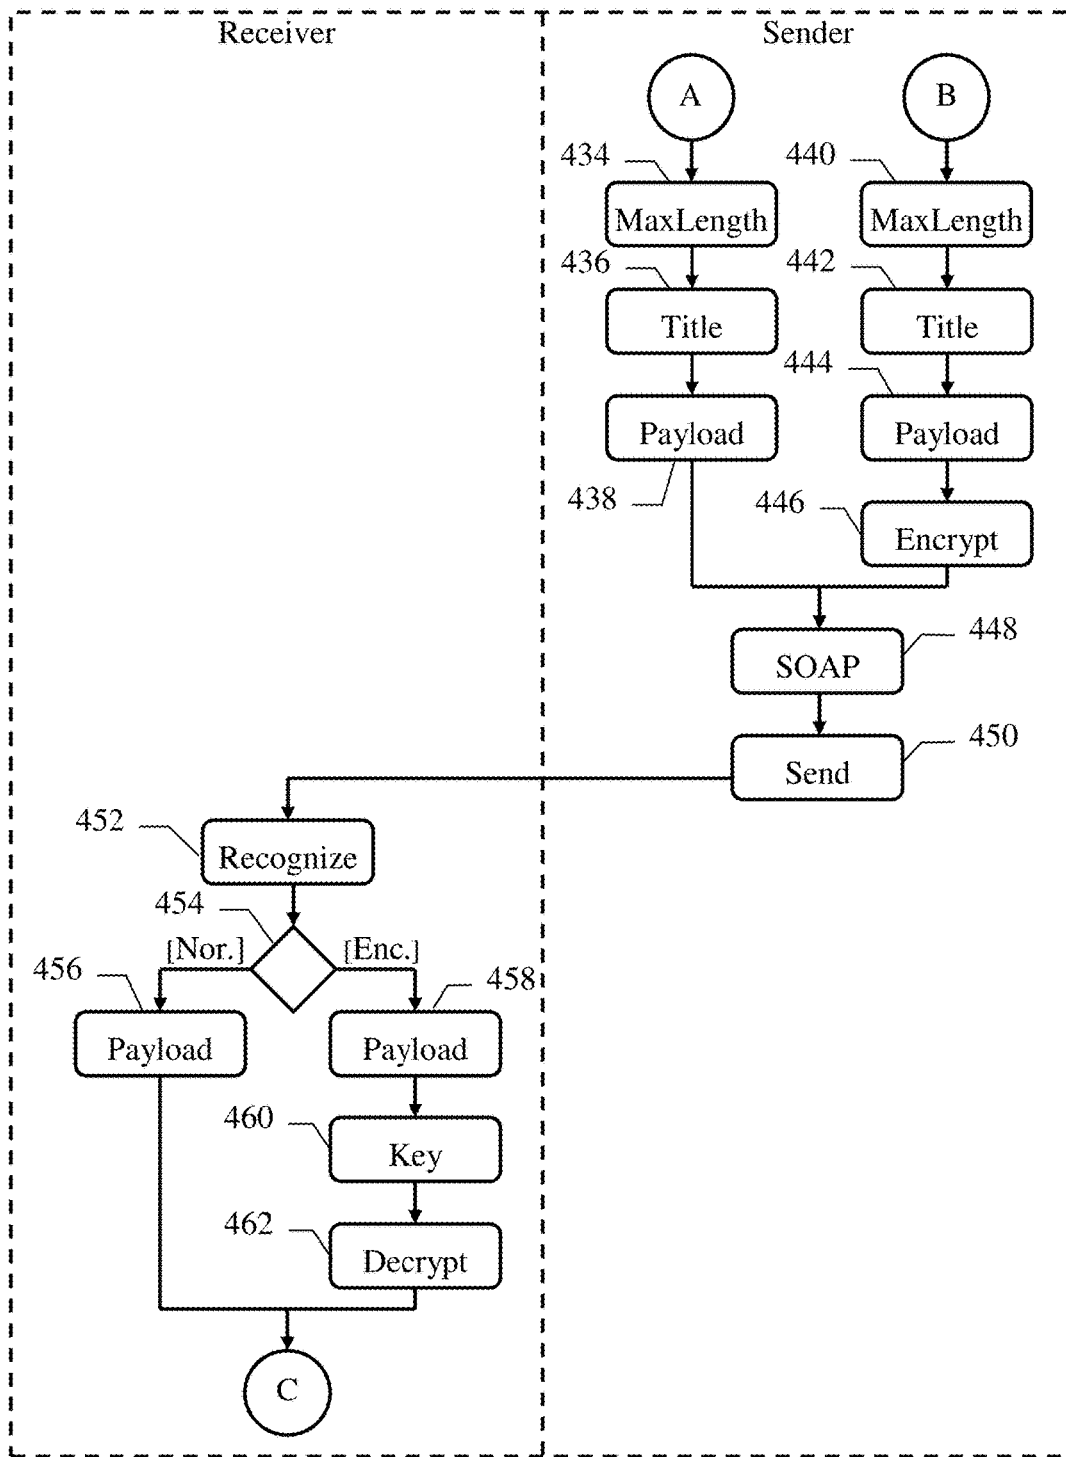 Receiver
Sender
A
B
434
440
MaxLength
MaxLength
436
442
Title
Title
444
Payload
Payload
438
446
Encrypt
448
SOAP
450
Send
452
Recognize
454
[Nor.]
[Enc.]
456
458
Payload
Payload
460
Key
462
Decrypt
C